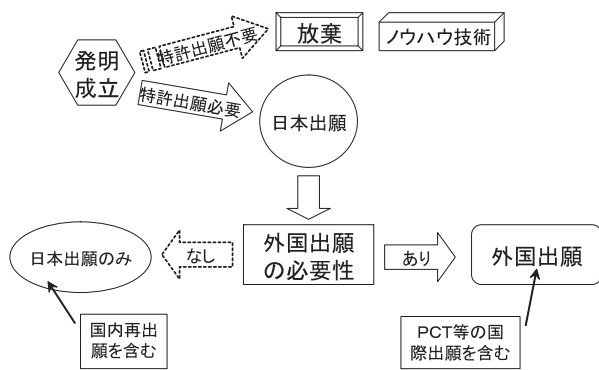 発明
成立
特許出願不要
放棄
ノウハウ技術
特許出願必要
日本出願
日本出願のみ
なし
外国出願
の必要性
あり
外国出願
国内再出
願を含む
PCT等の国
際出願を含む